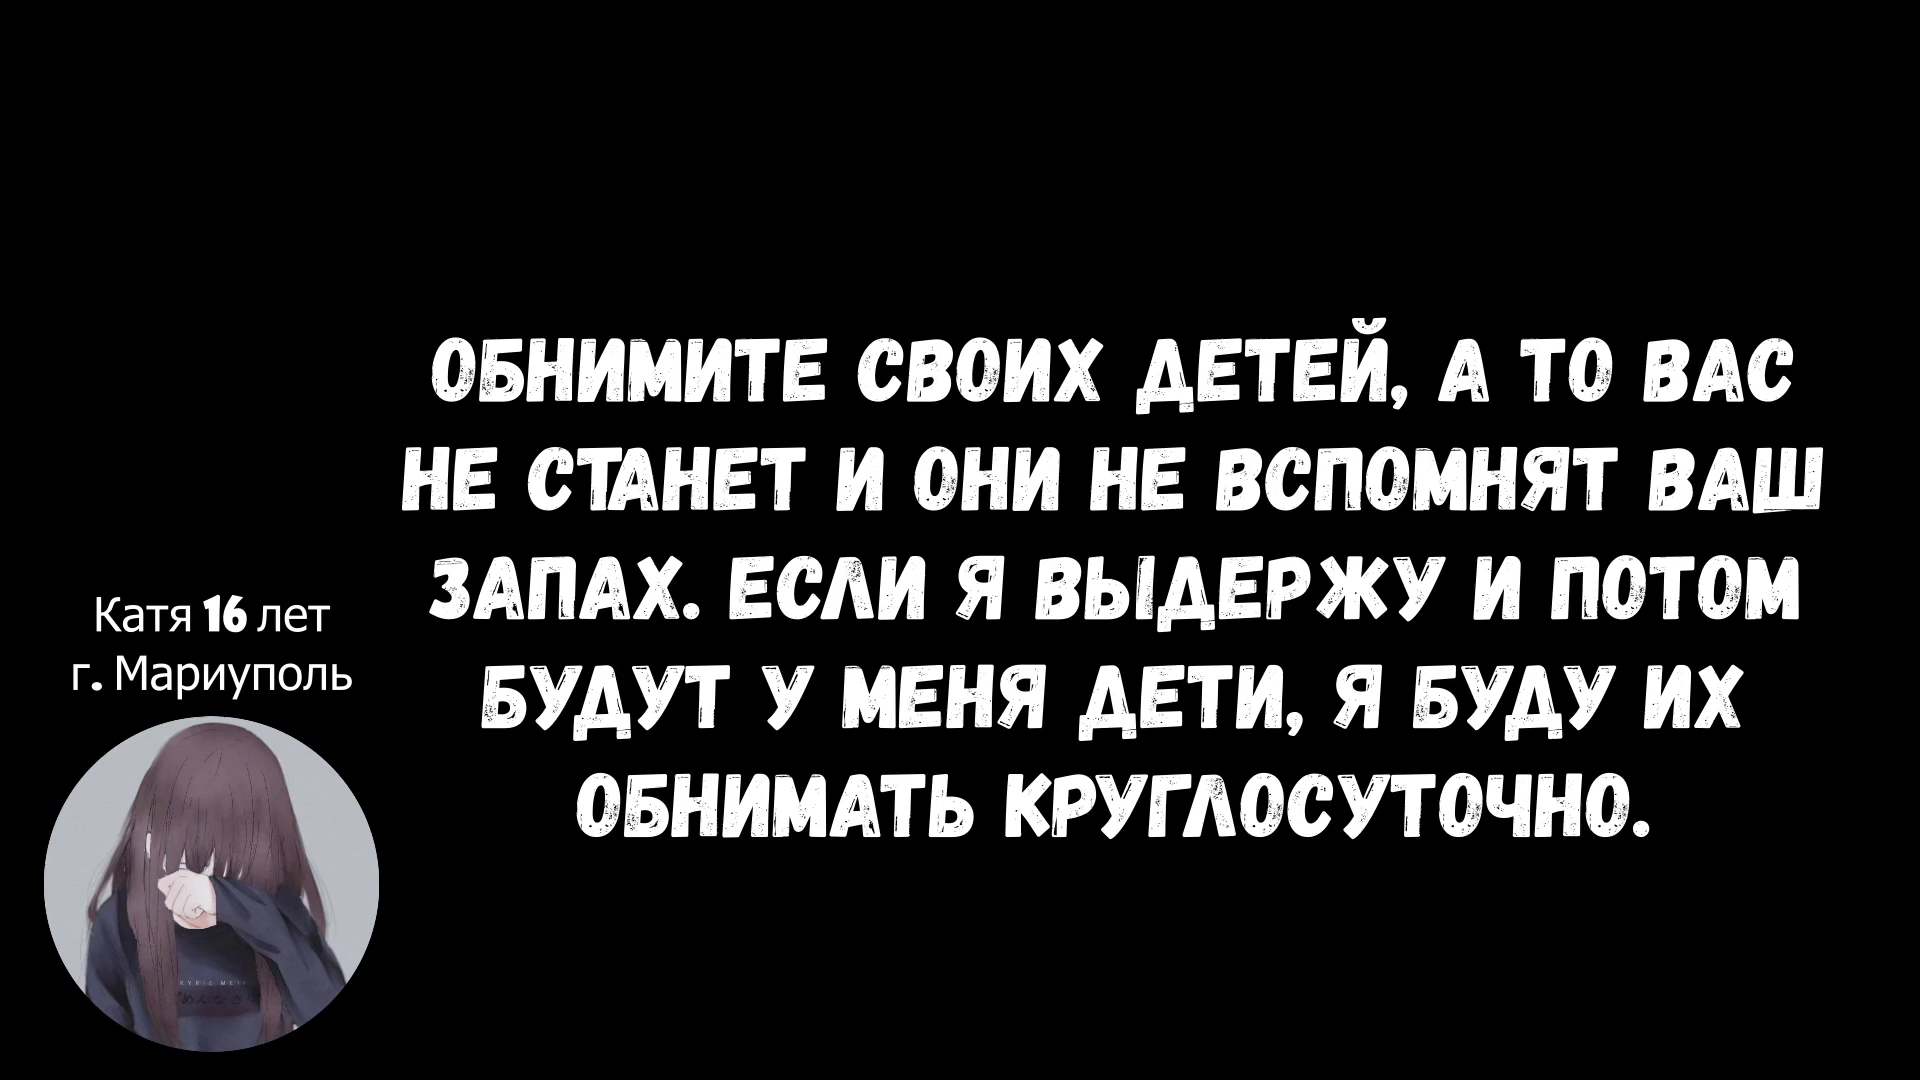 ОБНИМИТЕ СВОИХ ДЕТЕЙ, А ТО ВАС
НЕ СТАНЕТ И ОНИ НЕ ВСПОМНЯТ ВАШ
ЗАПАХ. ЕСЛИ Я ВЫДЕРЖУ И ПОТОМ
БУДУТ У МЕНЯ ДЕТИ, Я БУДУ ИХ
ОБНИМАТЬ КРУГЛОСУТОЧНО.
Катя 16 лет
г. Мариуполь